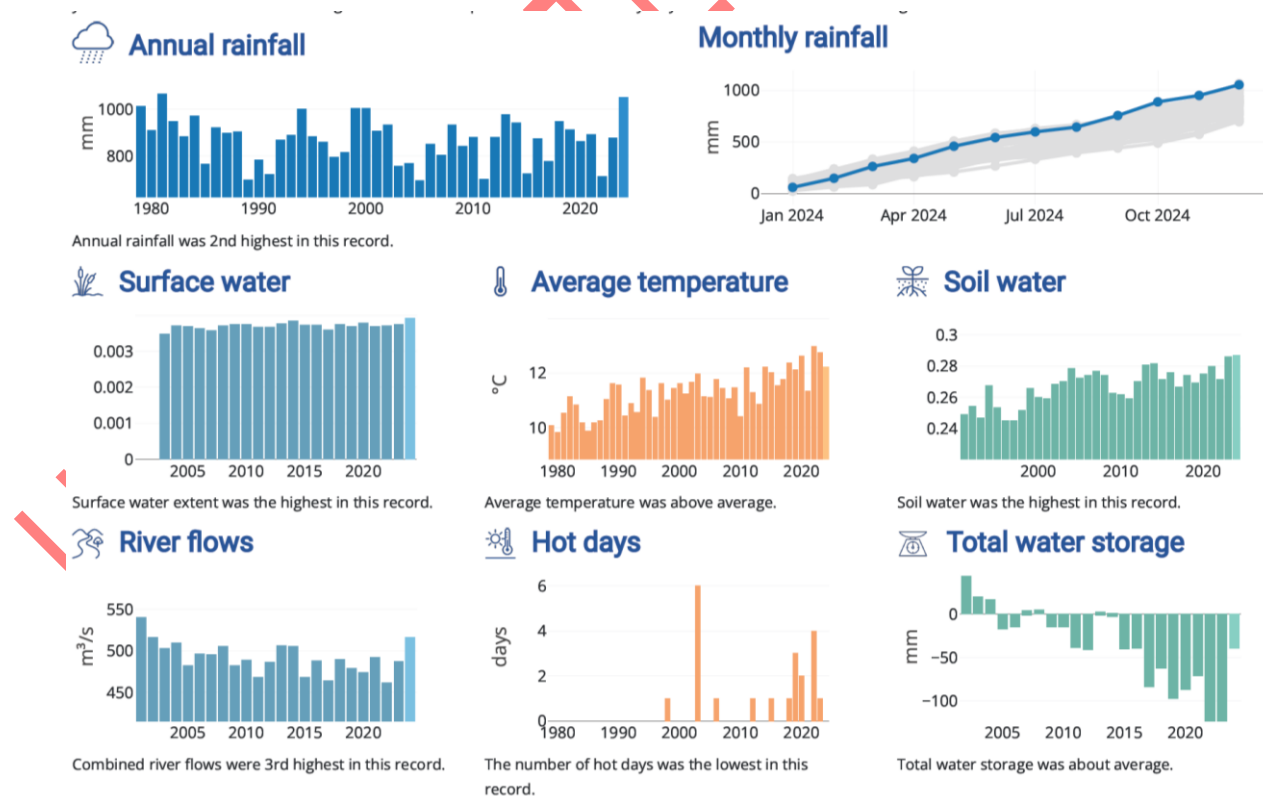 Annual rainfall
Monthly rainfall
mm
1000
800
1980
1990
2000
2010
2020
mm
1000
500
0
Jan 2024
Apr 2024
Jul 2024
Oct 2024
Annual rainfall was 2nd highest in this record.
Surface water
Average temperature
Soil water
0.003
0.002
0.001
0
2005
2010
2015
2020
°C
12
10
1980
1990
2000
2010
2020
0.3
0.28
0.26
0.24
2000
2010
2020
Surface water extent was the highest in this record.
Average temperature was above average.
Soil water was the highest in this record.
River flows
Hot days
Total water storage
m³/s
550
500
450
2005
2010
2015
2020
days
6
4
2
0
1980
1990
2000
2010
2020
mm
0
−50
−100
2005
2010
2015
2020
Combined river flows were 3rd highest in this record.
The number of hot days was the lowest in this
record.
Total water storage was about average.